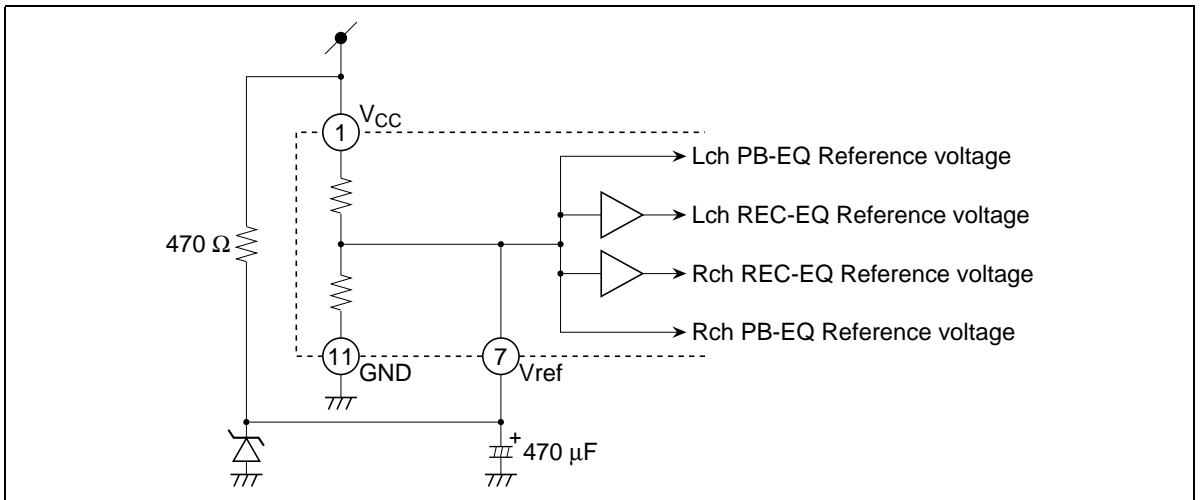 VCC
1
Lch PB-EQ Reference voltage
Lch REC-EQ Reference voltage
470 Ω
Rch REC-EQ Reference voltage
Rch PB-EQ Reference voltage
11
7
GND
Vref
+
470 µF